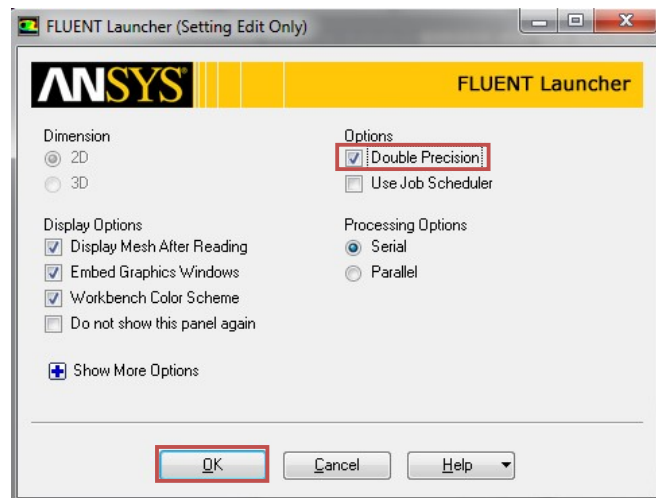 FLUENT Launcher (Setting Edit Only)
ANSYS
FLUENT Launcher
Dimension
2D
3D
Options
Double Precision
Use Job Scheduler
Display Options
Display Mesh After Reading
Embed Graphics Windows
Workbench Color Scheme
Do not show this panel again
Processing Options
Serial
Parallel
Show More Options
OK Cancel Help